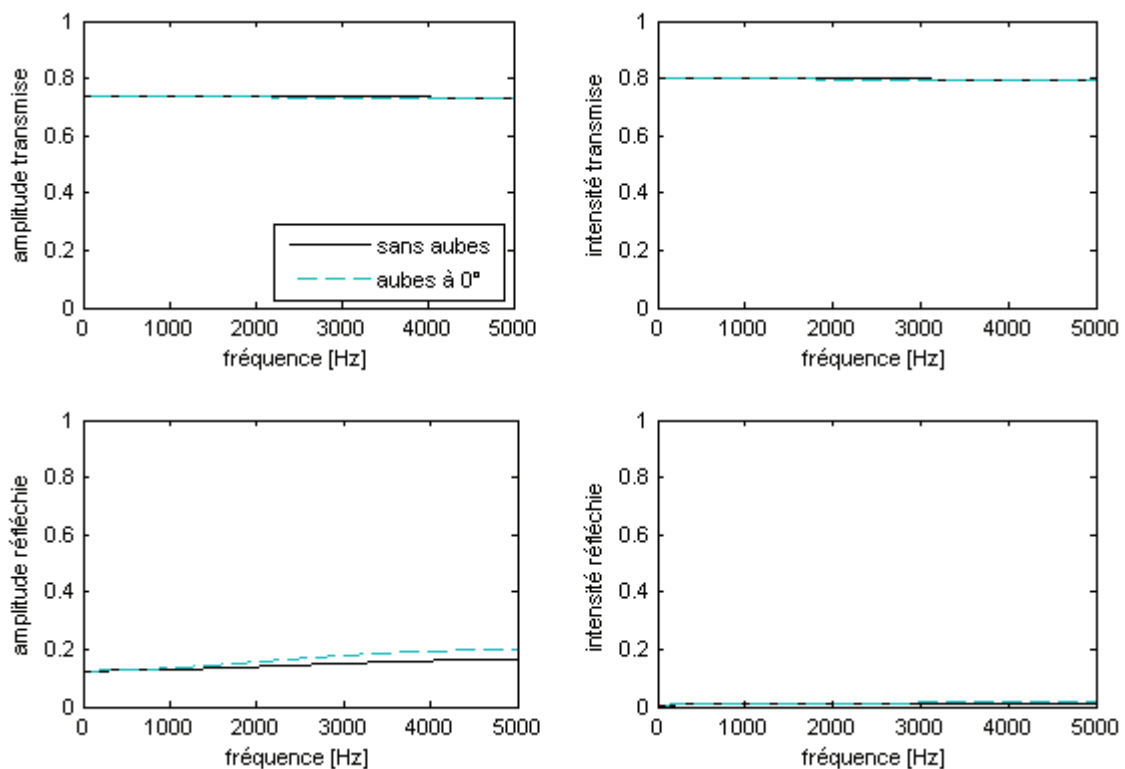 1
0.8
0.6
0.4
0.2
0
amplitude transmise
sans aubes
aubes à 0°
0 1000 2000 3000 4000 5000
fréquence [Hz]
1
0.8
0.6
0.4
0.2
0
intensité transmise
0 1000 2000 3000 4000 5000
fréquence [Hz]
1
0.8
0.6
0.4
0.2
0
amplitude réfléchie
0 1000 2000 3000 4000 5000
fréquence [Hz]
1
0.8
0.6
0.4
0.2
0
intensité réfléchie
0 1000 2000 3000 4000 5000
fréquence [Hz]